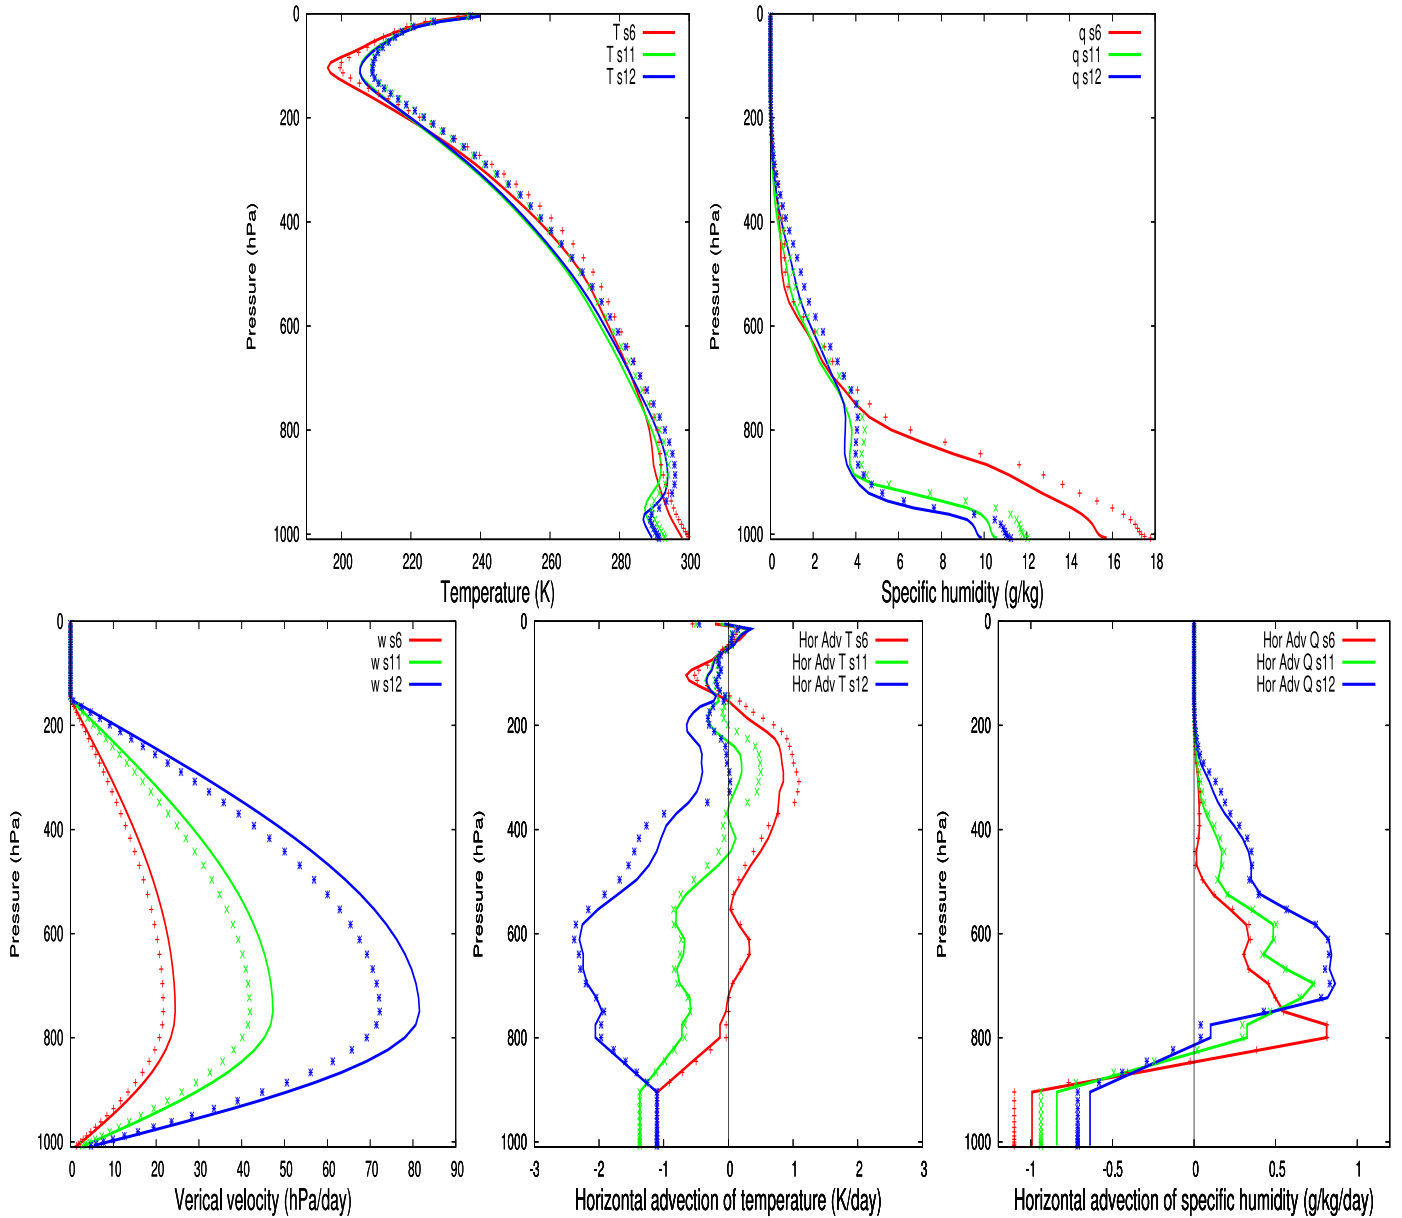 0
200
400
600
800
1000
Pressure (hPa)
200
220
240
260
280
300
Temperature (K)
T s6
T s11
T s12
0
200
400
600
800
1000
Pressure (hPa)
0 2 4 6 8 10 12 14 16 18
Specific humidity (g/kg)
q s6
q s11
q s12
0
200
400
600
800
1000
Pressure (hPa)
0 10 20 30 40 50 60 70 80 90
Verical velocity (hPa/day)
w s6
w s11
w s12
0
200
400
600
800
1000
Pressure (hPa)
-3 -2 -1 0 1 2 3
Horizontal advection of temperature (K/day)
Hor Adv T s6
Hor Adv T s11
Hor Adv T s12
0
200
400
600
800
1000
Pressure (hPa)
-1 -0.5 0 0.5 1
Horizontal advection of specific humidity (g/kg/day)
Hor Adv Q s6
Hor Adv Q s11
Hor Adv Q s12